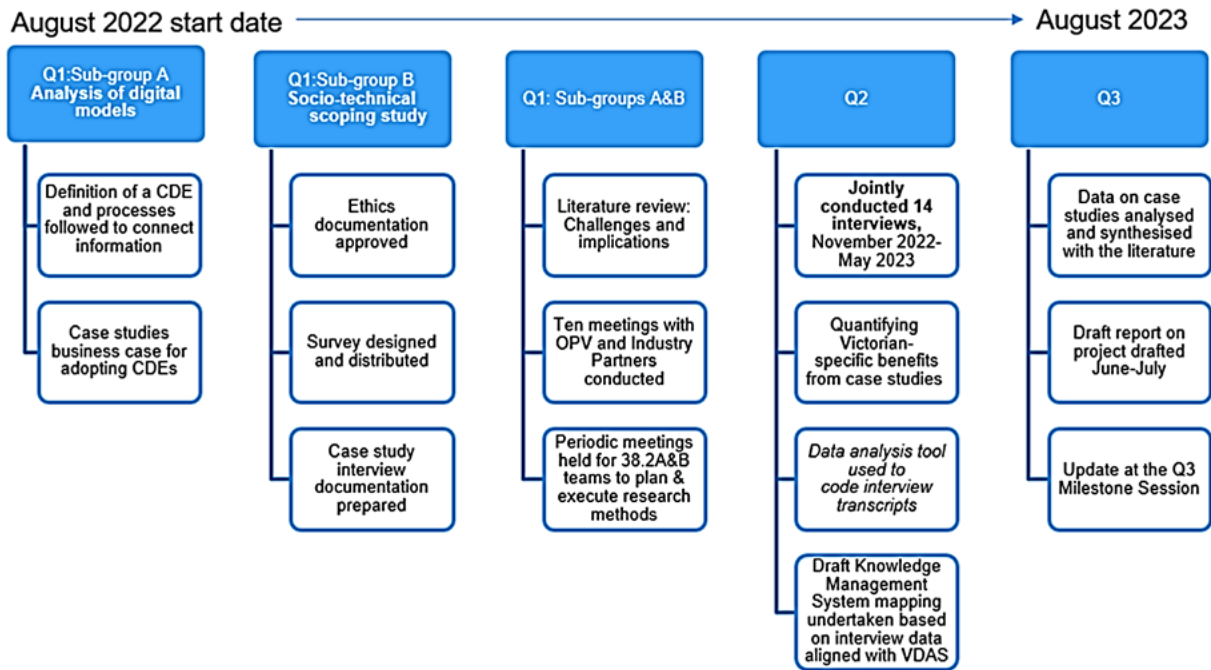 August 2022 start date
August 2023
Q1:Sub-group A
Analysis of digital
models
Definition of a CDE
and processes
followed to connect
information
Case studies
business case for
adopting CDEs
Q1:Sub-group B
Socio-technical
scoping study
Ethics
documentation
approved
Survey designed
and distributed
Case study
interview
documentation
prepared
Q1: Sub-groups A&B
Literature review:
Challenges and
implications
Ten meetings with
OPV and Industry
Partners
conducted
Periodic meetings
held for 38.2A&B
teams to plan &
execute research
methods
Q2
Jointly
conducted 14
interviews,
November 2022-
May 2023
Quantifying
Victorian-
specific benefits
from case studies
Data analysis tool
used to
code interview
transcripts
Draft Knowledge
Management
System mapping
undertaken based
on interview data
aligned with VDAS
Q3
Data on case
studies analysed
and synthesised
with the literature
Draft report on
project drafted
June-July
Update at the Q3
Milestone Session